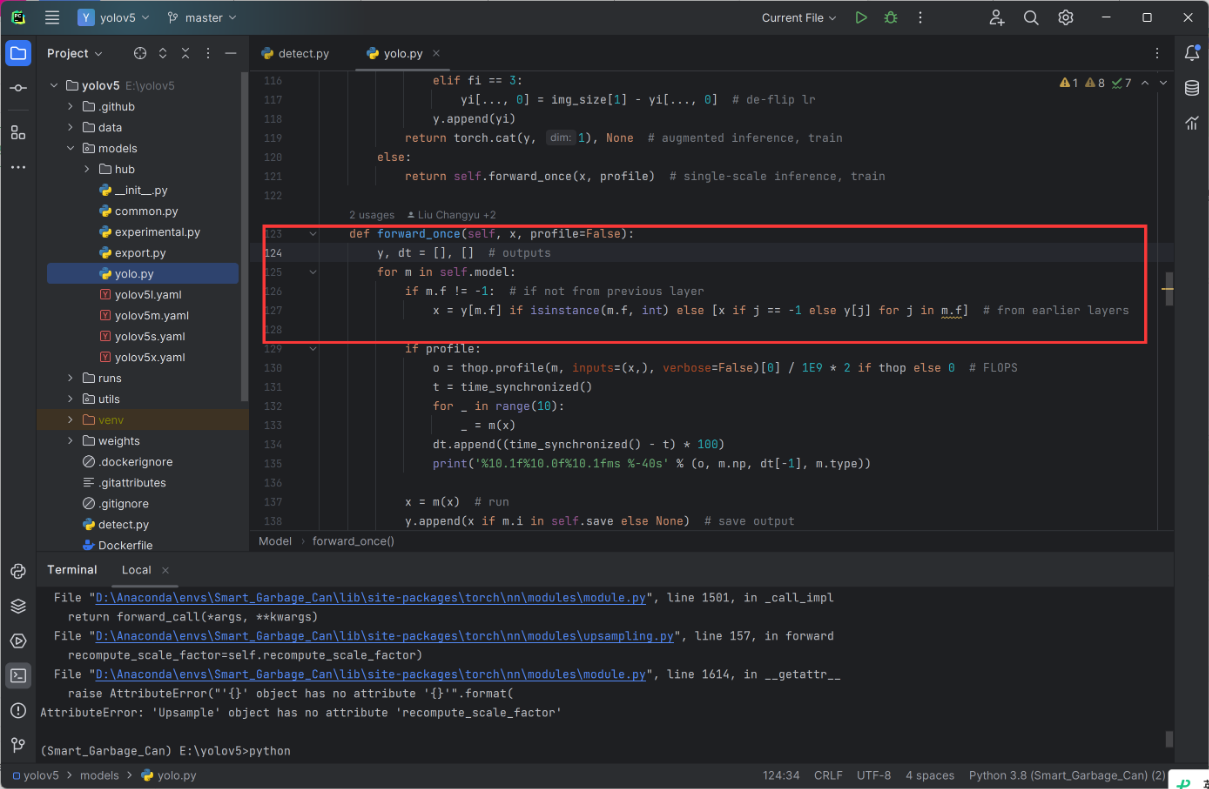 PC Y yolov5 master Current File
Project
detect.py yolo.py
yolov5 E:\yolov5
.github
data
models
hub
__init__.py
common.py
experimental.py
export.py
yolo.py
yolov5l.yaml
yolov5m.yaml
yolov5s.yaml
yolov5x.yaml
runs
utils
venv
weights
.dockerignore
.gitattributes
.gitignore
detect.py
Dockerfile
1 8 7
116 elif fi == 3:
117 yi[..., 0] = img_size[1] - yi[..., 0]  # de-flip lr
118 y.append(yi)
119 return torch.cat(y, dim: 1), None  # augmented inference, train
120 else:
121 return self.forward_once(x, profile)  # single-scale inference, train
122
2 usages Liu Changyu +2
123 def forward_once(self, x, profile=False):
124 y, dt = [], []  # outputs
125 for m in self.model:
126 if m.f != -1:  # if not from previous layer
127 x = y[m.f] if isinstance(m.f, int) else [x if j == -1 else y[j] for j in m.f]  # from earlier layers
128
129 if profile:
130 o = thop.profile(m, inputs=(x,), verbose=False)[0] / 1E9 * 2 if thop else 0  # FLOPS
131 t = time_synchronized()
132 for _ in range(10):
133 _ = m(x)
134 dt.append((time_synchronized() - t) * 100)
135 print('%10.1f%10.0f%10.1fms %-40s' % (o, m.np, dt[-1], m.type))
136
137 x = m(x)  # run
138 y.append(x if m.i in self.save else None)  # save output
Model forward_once()
Terminal Local
File "D:\Anaconda\envs\Smart_Garbage_Can\lib\site-packages\torch\nn\modules\module.py", line 1501, in _call_impl
return forward_call(*args, **kwargs)
File "D:\Anaconda\envs\Smart_Garbage_Can\lib\site-packages\torch\nn\modules\upsampling.py", line 157, in forward
recompute_scale_factor=self.recompute_scale_factor)
File "D:\Anaconda\envs\Smart_Garbage_Can\lib\site-packages\torch\nn\modules\module.py", line 1614, in __getattr__
raise AttributeError("'{}' object has no attribute '{}'".format(
AttributeError: 'Upsample' object has no attribute 'recompute_scale_factor'
(Smart_Garbage_Can) E:\yolov5>python
yolov5 models yolo.py 124:34 CRLF UTF-8 4 spaces Python 3.8 (Smart_Garbage_Can) (2)